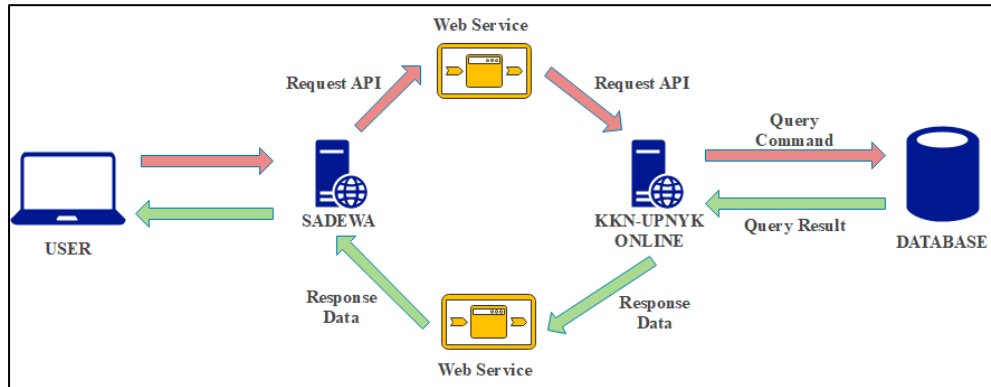 Web Service
Request API
Request API
Query
Command
USER
SADEWA
KKN-UPNYK
ONLINE
Query Result
DATABASE
Response
Data
Response
Data
Web Service